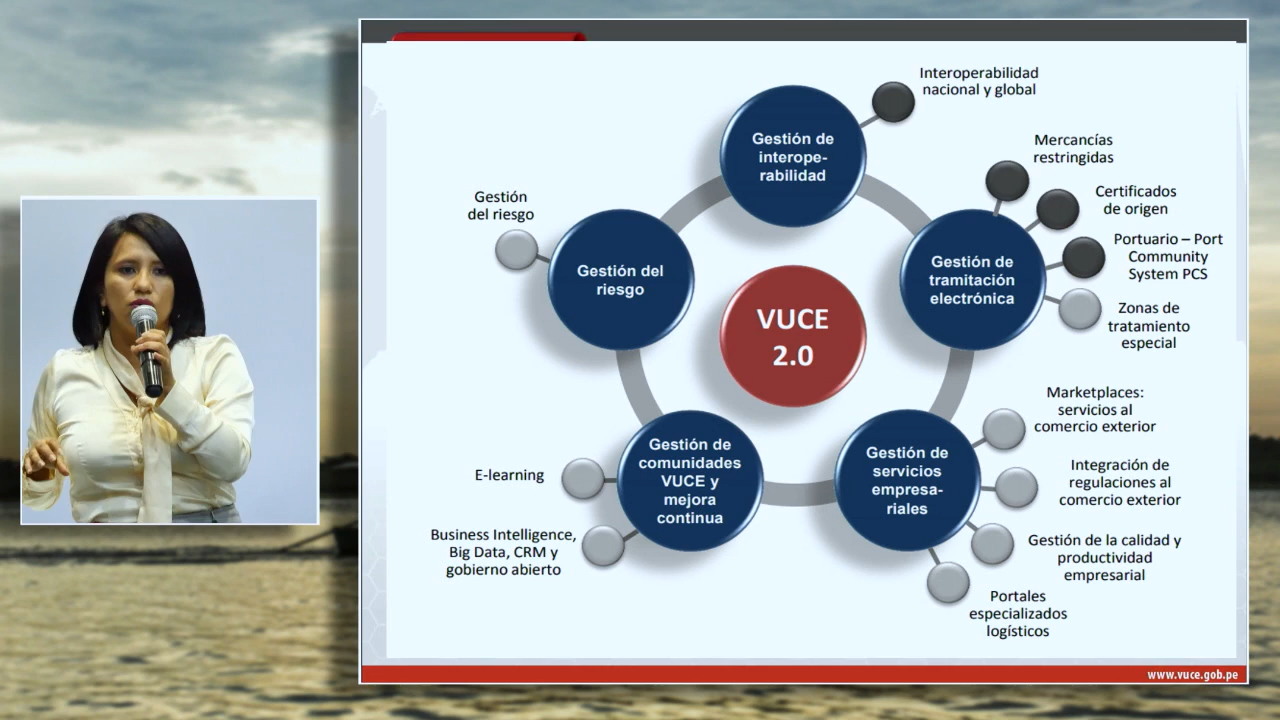 Interoperabilidad
nacional y global
Gestión de
interope-
rabilidad
Mercancías
restringidas
Certificados
de origen
Portuario – Port
Community
System PCS
Zonas de
tratamiento
especial
Gestión de
tramitación
electrónica
Gestión
del riesgo
Gestión del
riesgo
VUCE
2.0
Marketplaces:
servicios al
comercio exterior
Integración de
regulaciones al
comercio exterior
Gestión de la calidad y
productividad
empresarial
Portales
especializados
logísticos
Gestión de
servicios
empresa-
riales
Gestión de
comunidades
VUCE y
mejora
continua
E-learning
Business Intelligence,
Big Data, CRM y
gobierno abierto
www.vuce.gob.pe